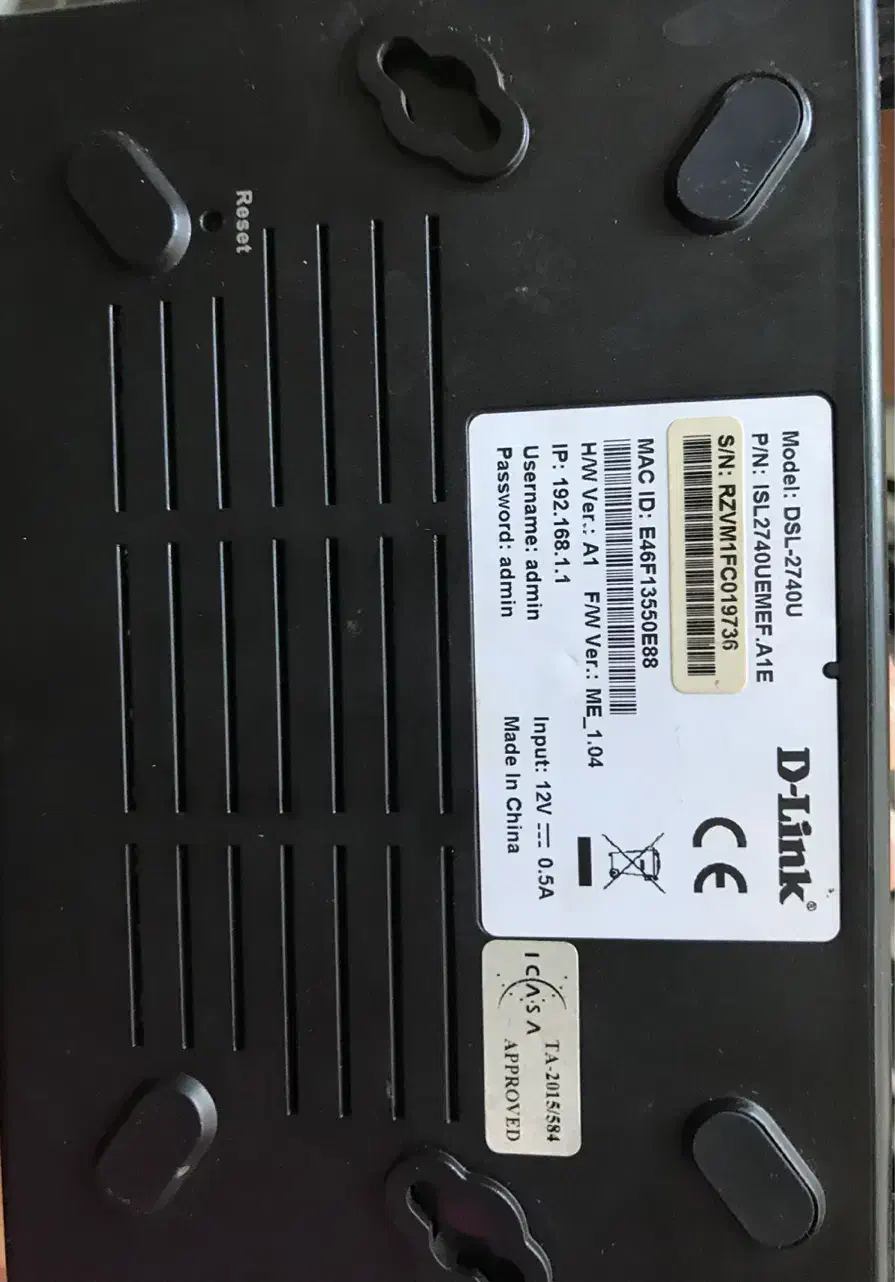 Reset
Model: DSL-2740U
P/N: ISL2740UEMEF.A1E
S/N: RZVM1FC019736
MAC ID: E46F13550E88
H/W Ver.: A1 F/W Ver.: ME_1.04
IP: 192.168.1.1
Username: admin
Password: admin
D-Link®
CE
Input: 12V ⎓ 0.5A
Made In China
ICASA
TA-2015/584
APPROVED